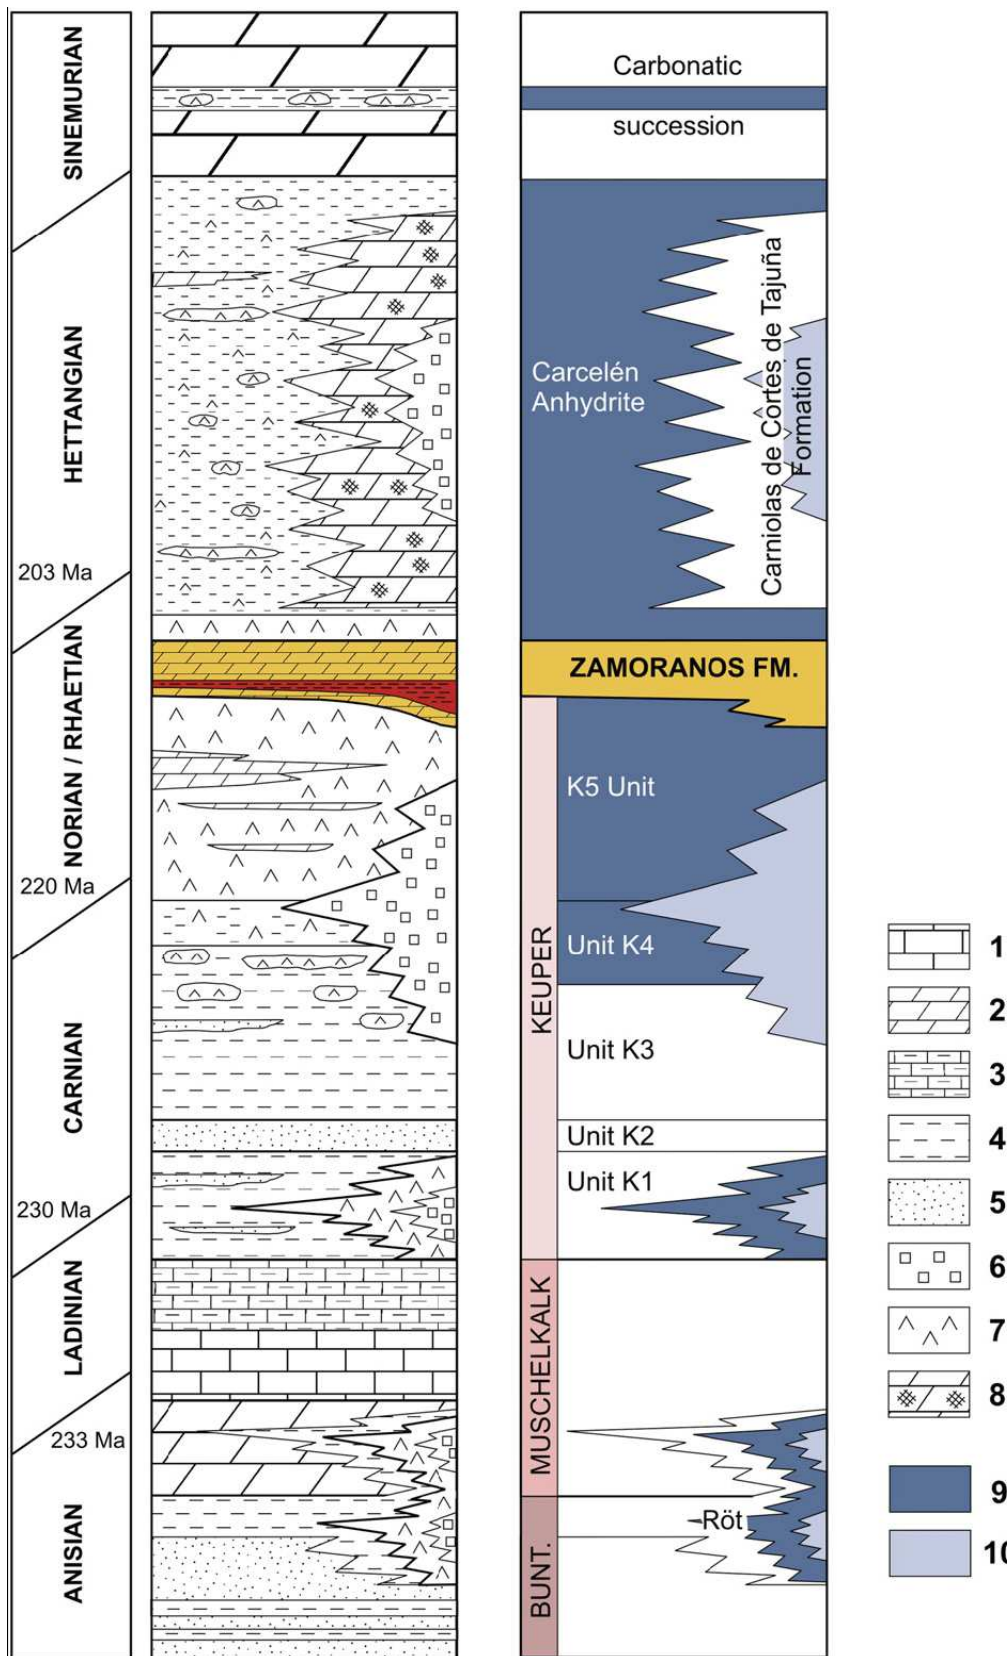 SINEMURIAN
HETTANGIAN
203 Ma
NORIAN / RHAETIAN
220 Ma
CARNIAN
230 Ma
LADINIAN
233 Ma
ANISIAN
Carbonatic
succession
Carcelén
Anhydrite
Carniolas de Cortes de Tajuña
Formation
ZAMORANOS FM.
KEUPER
K5 Unit
Unit K4
Unit K3
Unit K2
Unit K1
MUSCHELKALK
BUNT.
Röt
1
2
3
4
5
6
7
8
9
10